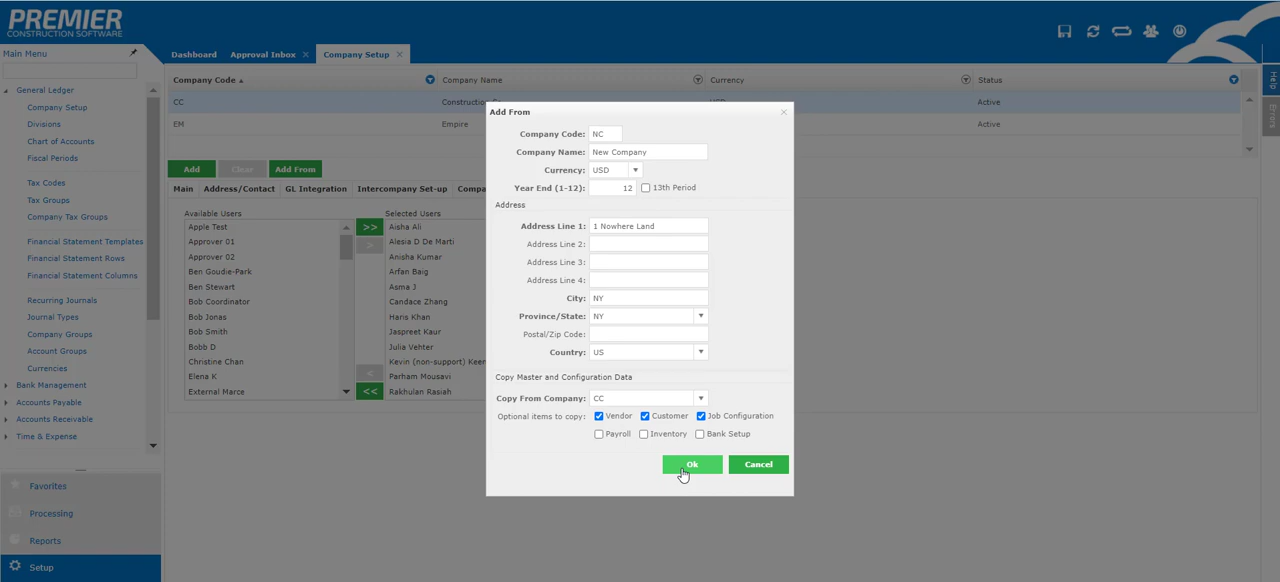 PREMIER
CONSTRUCTION SOFTWARE
Main Menu
Dashboard Approval Inbox Company Setup
Company Code Company Name Currency Status
CC Active
EM Empire Active
Add Clear Add From
Main Address/Contact GL Integration Intercompany Set-up
Available Users Selected Users
Apple Test Aisha Ali
Approver 01 Alesia D De Marti
Approver 02 Anisha Kumar
Ben Goudie-Park Arfan Baig
Ben Stewart Asma J
Bob Coordinator Candace Zhang
Bob Jonas Haris Khan
Bob Smith Jaspreet Kaur
Bobb D Julia Vehter
Christine Chan Kevin (non-support) Keen
Elena K Parham Mousavi
External Marce Rakhulan Rasiah
>>
>
<
<<
General Ledger
Company Setup
Divisions
Chart of Accounts
Fiscal Periods
Tax Codes
Tax Groups
Company Tax Groups
Financial Statement Templates
Financial Statement Rows
Financial Statement Columns
Recurring Journals
Journal Types
Company Groups
Account Groups
Currencies
Bank Management
Accounts Payable
Accounts Receivable
Time & Expense
Favorites
Processing
Reports
Setup
Add From
Company Code: NC
Company Name: New Company
Currency: USD
Year End (1-12): 12 13th Period
Address
Address Line 1: 1 Nowhere Land
Address Line 2:
Address Line 3:
Address Line 4:
City: NY
Province/State: NY
Postal/Zip Code:
Country: US
Copy Master and Configuration Data
Copy From Company: CC
Optional items to copy: Vendor Customer Job Configuration
Payroll Inventory Bank Setup
Ok Cancel
Help
Errors